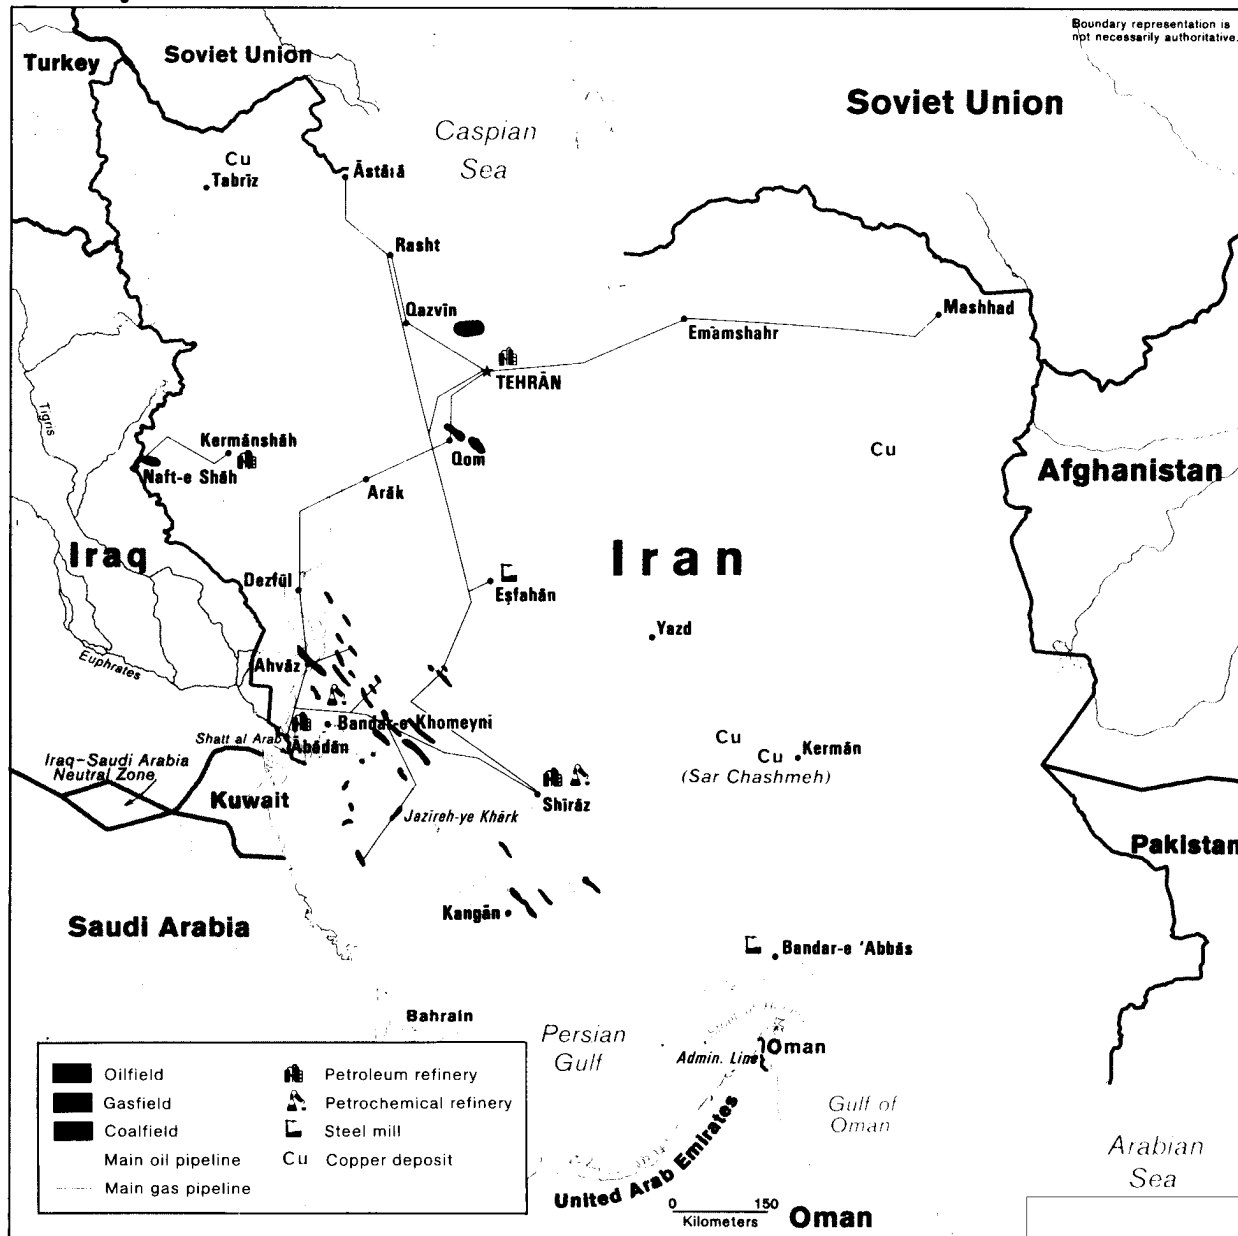 Boundary representation is
not necessarily authoritative.
Turkey
Soviet Union
Soviet Union
Caspian
Sea
Cu
Tabrīz
Āstārā
Rasht
Qazvīn
Emāmshahr
Mashhad
TEHRĀN
Tigris
Kermānshāh
Naft-e Shāh
Qom
Cu
Afghanistan
Arāk
Iraq
Iran
Dezfūl
Eşfahān
Yazd
Euphrates
Ahvāz
Bandar-e Khomeyni
Shatt al Arab
Ābādān
Cu
Cu
Kermān
(Sar Chashmeh)
Iraq-Saudi Arabia
Neutral Zone
Kuwait
Jazīreh-ye Khārk
Shīrāz
Pakistan
Saudi Arabia
Kangān
Bandar-e 'Abbās
Bahrain
Persian
Gulf
Admin. Line
Oman
Gulf of
Oman
Arabian
Sea
United Arab Emirates
Oilfield
Gasfield
Coalfield
Main oil pipeline
Main gas pipeline
Petroleum refinery
Petrochemical refinery
Steel mill
Cu Copper deposit
0 150
Kilometers
Oman